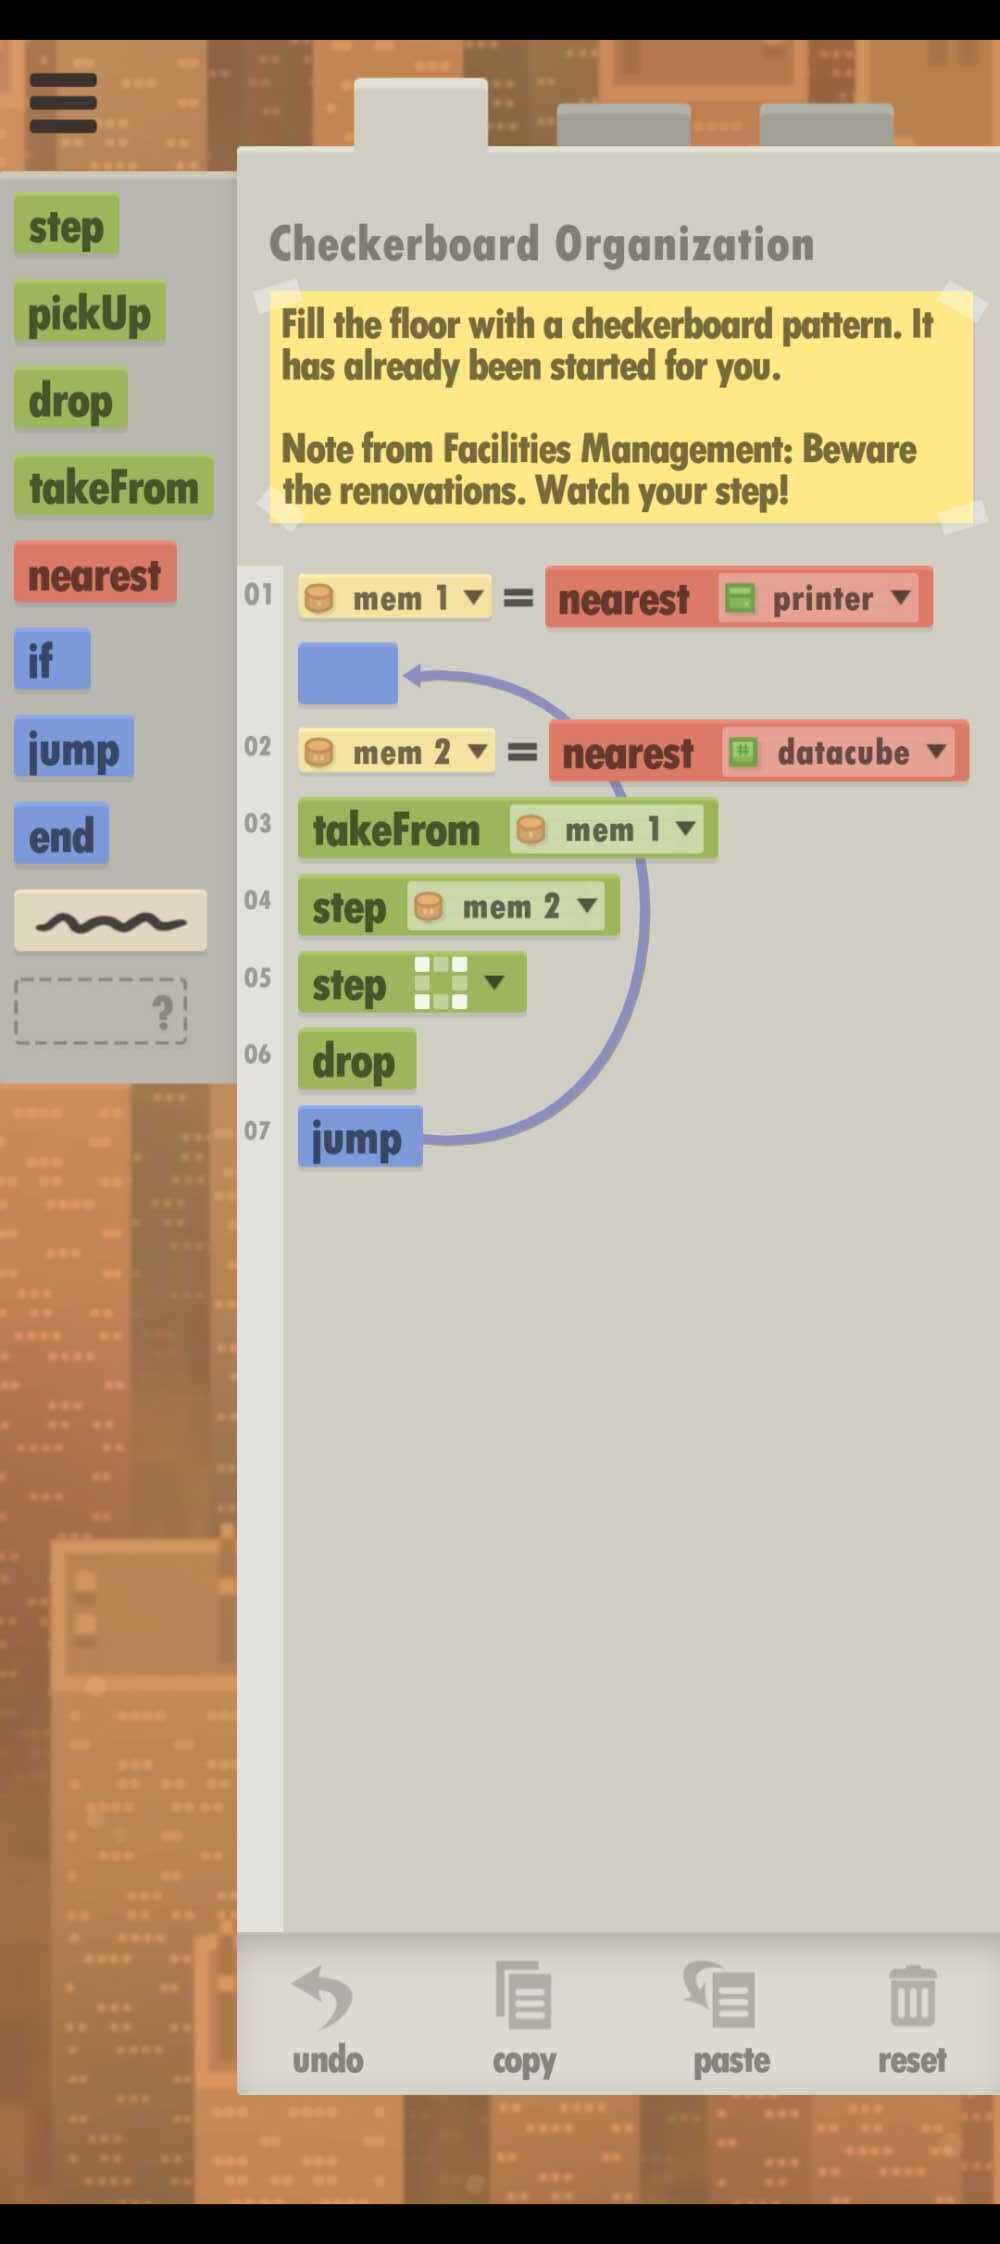 step
pickUp
drop
takeFrom
nearest
if
jump
end
?
Checkerboard Organization
Fill the floor with a checkerboard pattern. It
has already been started for you.
Note from Facilities Management: Beware
the renovations. Watch your step!
01 mem 1 = nearest printer
02 mem 2 = nearest # datacube
03 takeFrom mem 1
04 step mem 2
05 step
06 drop
07 jump
undo copy paste reset